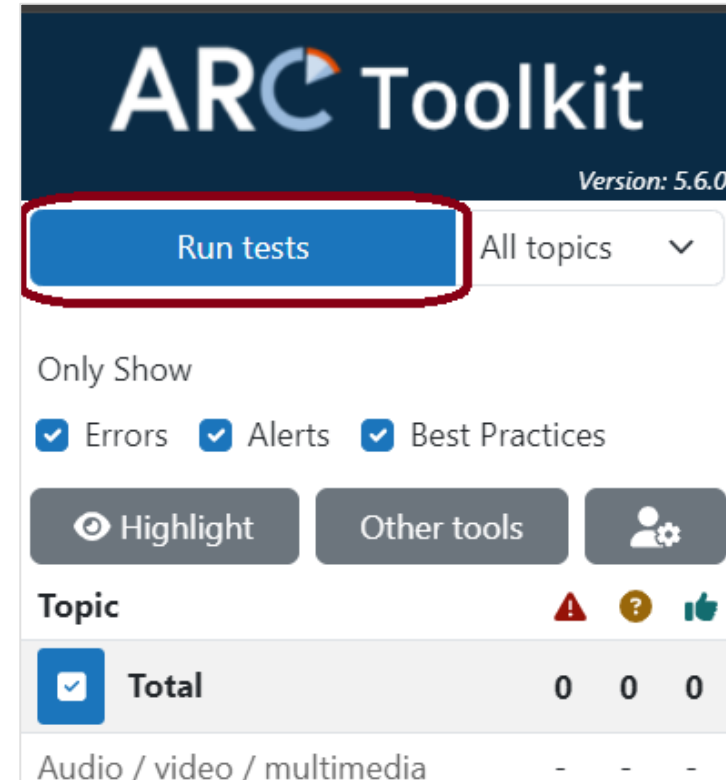 ARC Toolkit
Version: 5.6.0
Run tests All topics
Only Show
Errors Alerts Best Practices
Highlight Other tools
Topic
Total 0 0 0
Audio / video / multimedia - - -